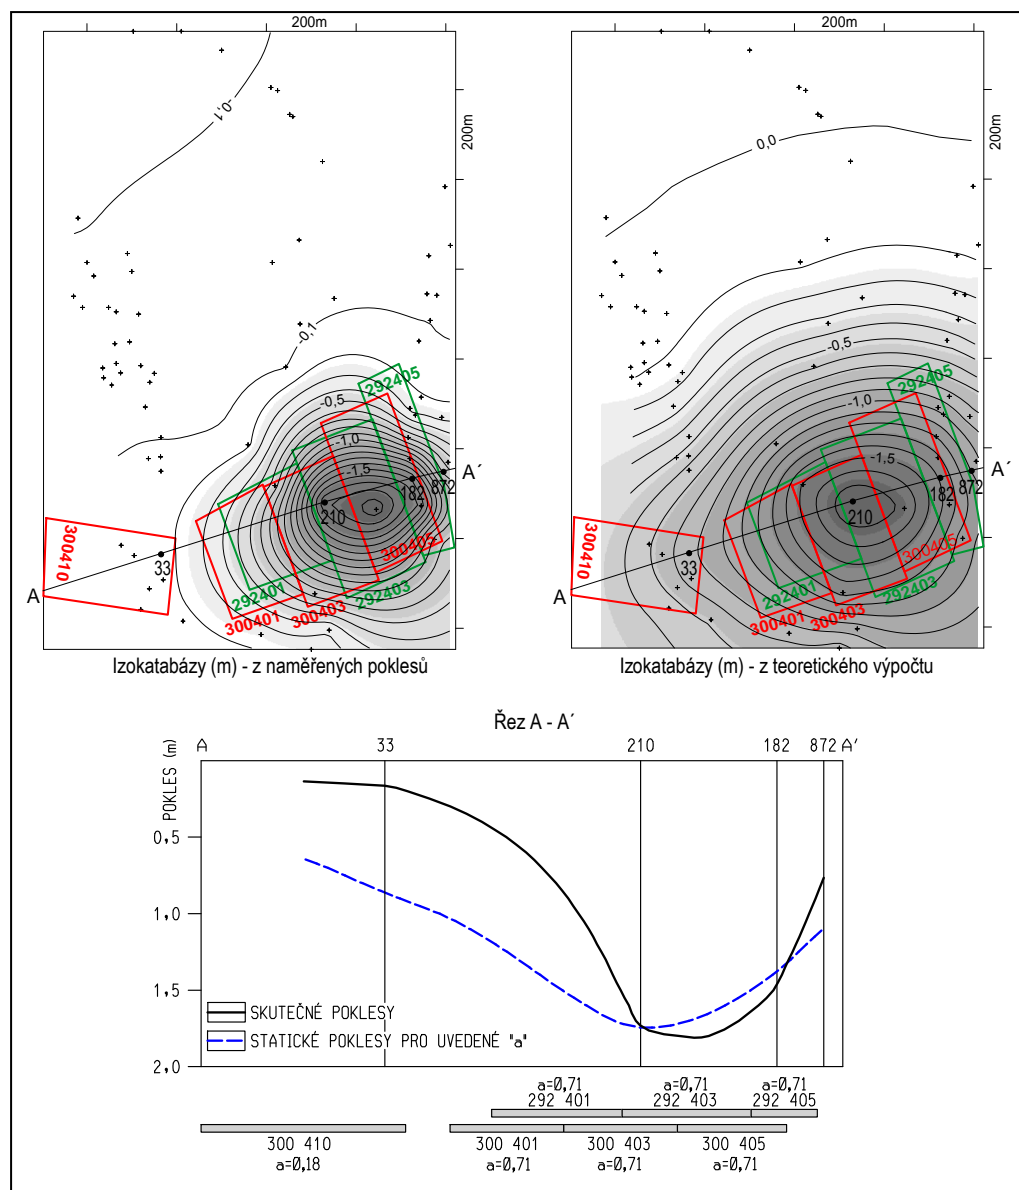 200m
200m
-0,1
-0,1
-0,5
-1,0
-1,5
292405
A´
182
872
210
300410
33
A
300405
292401
292403
300401
300403
Izokatabázy (m) - z naměřených poklesů
200m
200m
0,0
-0,5
-1,0
-1,5
292405
A´
182
872
210
300410
33
A
300405
292401
292403
300401
300403
Izokatabázy (m) - z teoretického výpočtu
Řez A - A´
A 33 210 182 872 A'
POKLES (m)
0,5
1,0
1,5
2,0
SKUTEČNÉ POKLESY
STATICKÉ POKLESY PRO UVEDENÉ "a"
a=0,71 a=0,71 a=0,71
292 401 292 403 292 405
300 410 300 401 300 403 300 405
a=0,18 a=0,71 a=0,71 a=0,71